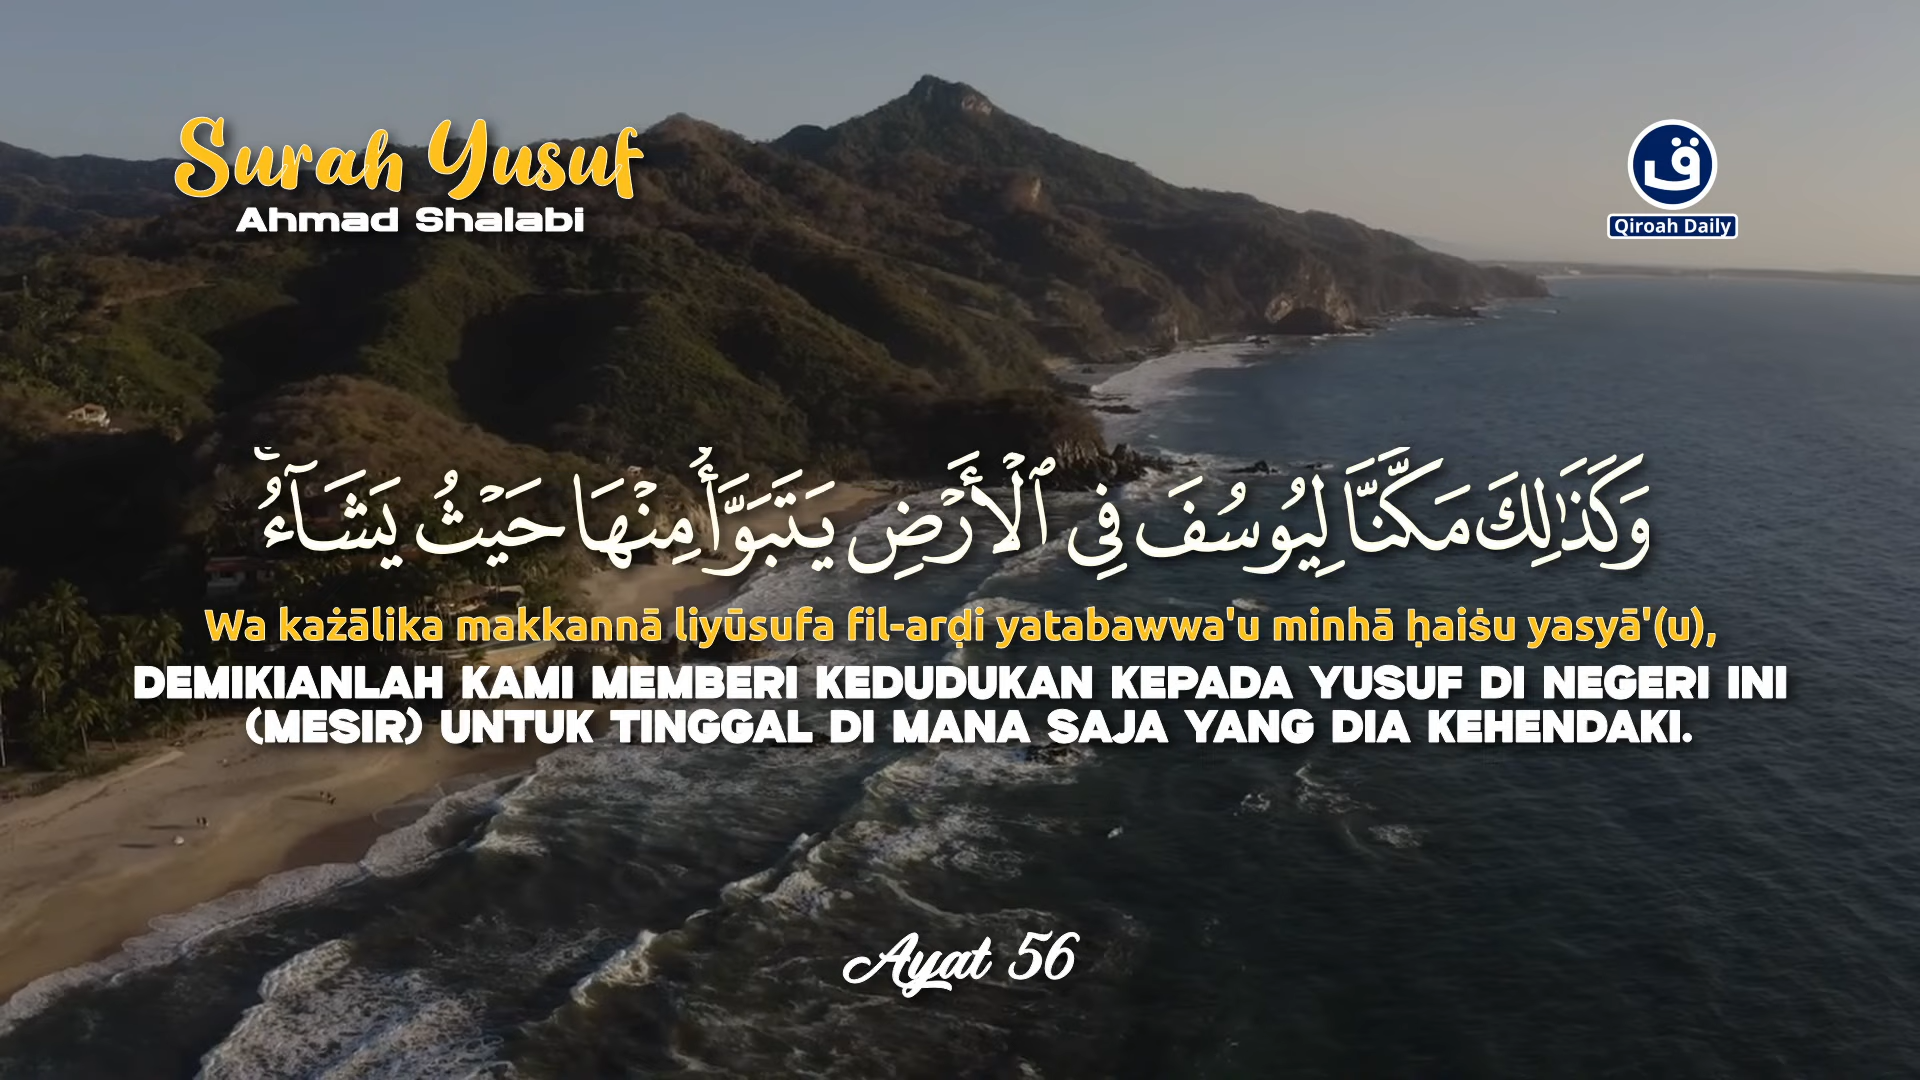 Surah Yusuf
Ahmad Shalabi
ق
Qiroah Daily
وَكَذَٰلِكَ مَكَّنَّا لِيُوسُفَ فِي ٱلْأَرْضِ يَتَبَوَّأُ مِنْهَا حَيْثُ يَشَآءُ ۚ
Wa każālika makkannā liyūsufa fil-arḍi yatabawwa'u minhā ḥaiṡu yasyā'(u),
DEMIKIANLAH KAMI MEMBERI KEDUDUKAN KEPADA YUSUF DI NEGERI INI
(MESIR) UNTUK TINGGAL DI MANA SAJA YANG DIA KEHENDAKI.
Ayat 56